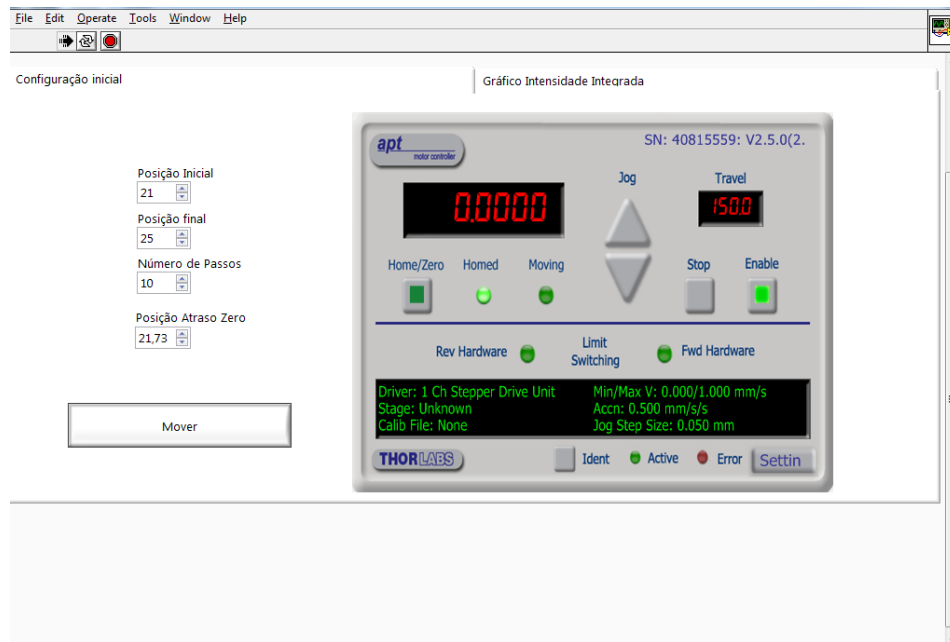 File Edit Operate Tools Window Help
Configuração inicial
Gráfico Intensidade Integrada
Posição Inicial
21
Posição final
25
Número de Passos
10
Posição Atraso Zero
21,73
Mover
apt
motor controller
SN: 40815559: V2.5.0(2.
Jog
Travel
0.0000
150.0
Home/Zero Homed Moving
Stop Enable
Rev Hardware
Limit
Switching
Fwd Hardware
Driver: 1 Ch Stepper Drive Unit
Stage: Unknown
Calib File: None
Min/Max V: 0.000/1.000 mm/s
Accn: 0.500 mm/s/s
Jog Step Size: 0.050 mm
THORLABS
Ident Active Error Settin